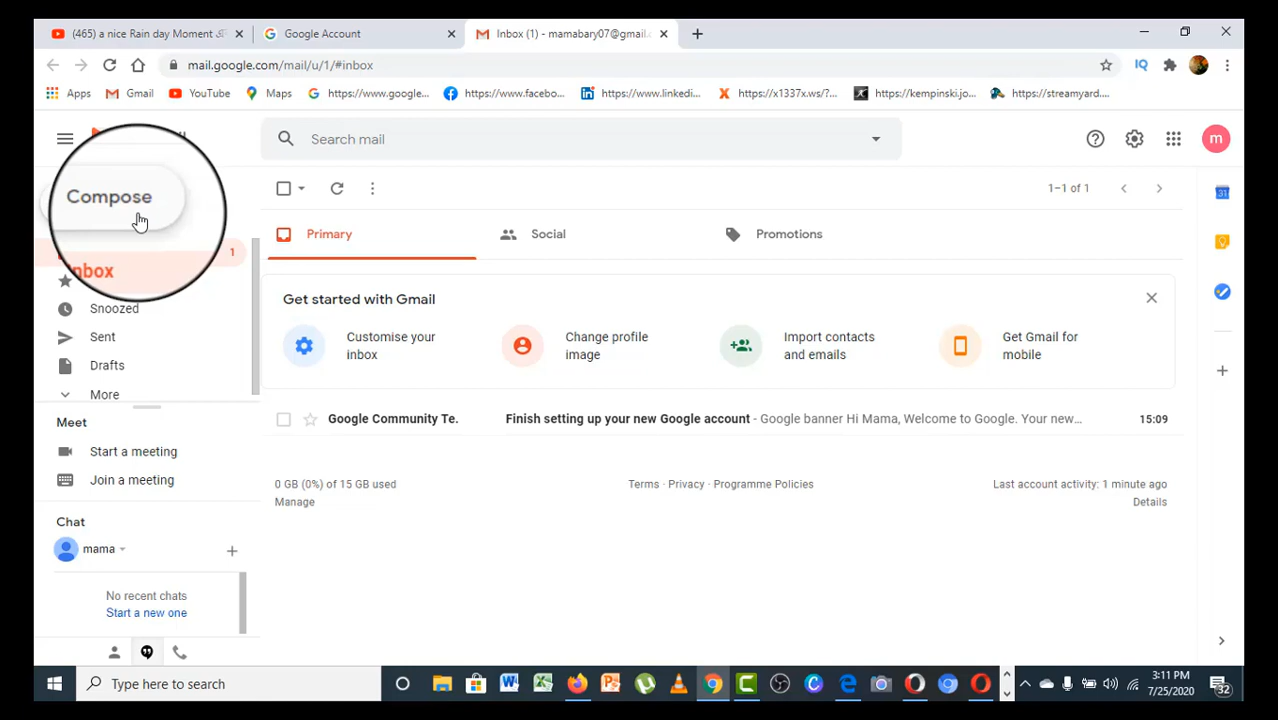 (465) a nice Rain day Moment
Google Account
Inbox (1) - mamabary07@gmail.c
mail.google.com/mail/u/1/#inbox
IQ
Apps
Gmail
YouTube
Maps
https://www.google...
https://www.facebo...
https://www.linkedi...
https://x1337x.ws/?...
https://kempinski.jo...
https://streamyard....
Search mail
m
Compose
1–1 of 1
31
Primary
Social
Promotions
1
nbox
Snoozed
Sent
Drafts
More
Get started with Gmail
Customise your
inbox
Change profile
image
Import contacts
and emails
Get Gmail for
mobile
Google Community Te.
Finish setting up your new Google account - Google banner Hi Mama, Welcome to Google. Your new…
15:09
0 GB (0%) of 15 GB used
Manage
Terms · Privacy · Programme Policies
Last account activity: 1 minute ago
Details
Meet
Start a meeting
Join a meeting
Chat
mama
No recent chats
Start a new one
Type here to search
3:11 PM
7/25/2020
32